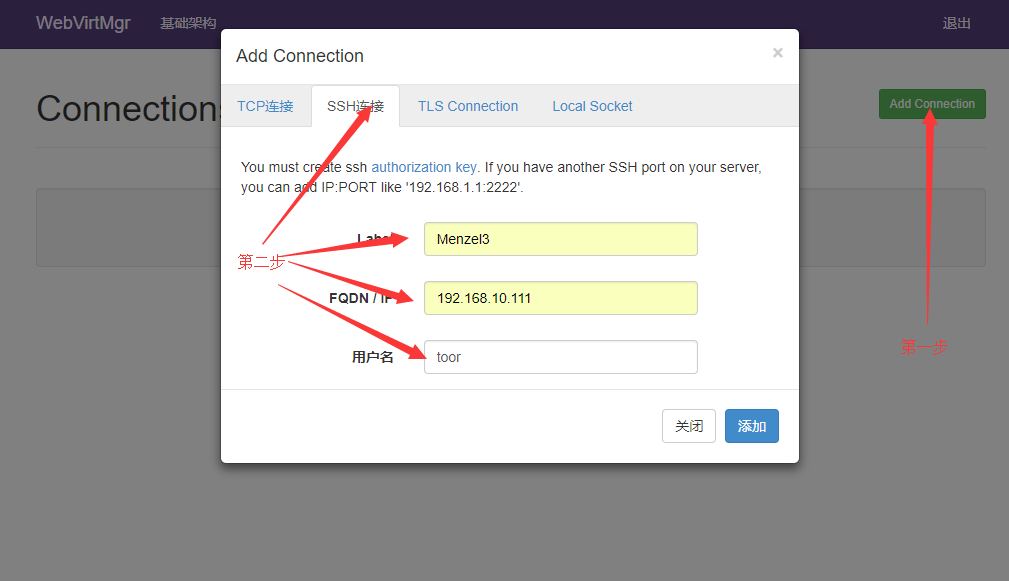 WebVirtMgr 基础架构 退出
Add Connection ×
Connections
Add Connection
TCP连接 SSH连接 TLS Connection Local Socket
You must create ssh authorization key. If you have another SSH port on your server,
you can add IP:PORT like '192.168.1.1:2222'.
Label Menzel3
第二步
FQDN / IP 192.168.10.111
第一步
用户名 toor
关闭 添加